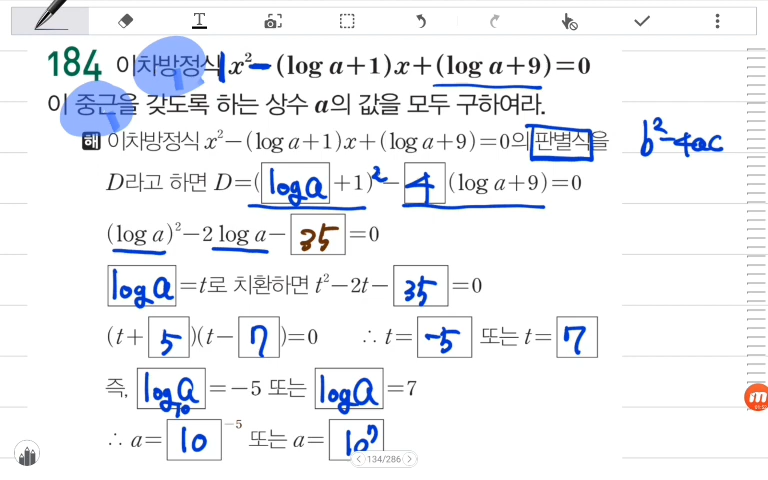 184 이차방정식 x²-(log a+1)x+(log a+9)=0
이 중근을 갖도록 하는 상수 a의 값을 모두 구하여라.
해 이차방정식 x²-(log a+1)x+(log a+9)=0의 판별식을 b²-4ac
D라고 하면 D=(log a+1)²-4(log a+9)=0
(log a)²-2 log a-35=0
log a=t로 치환하면 t²-2t-35=0
(t+5)(t-7)=0 ∴ t=-5 또는 t=7
즉, log₁₀ a=-5 또는 log a=7
∴ a=10⁻⁵ 또는 a=10⁷
134/286